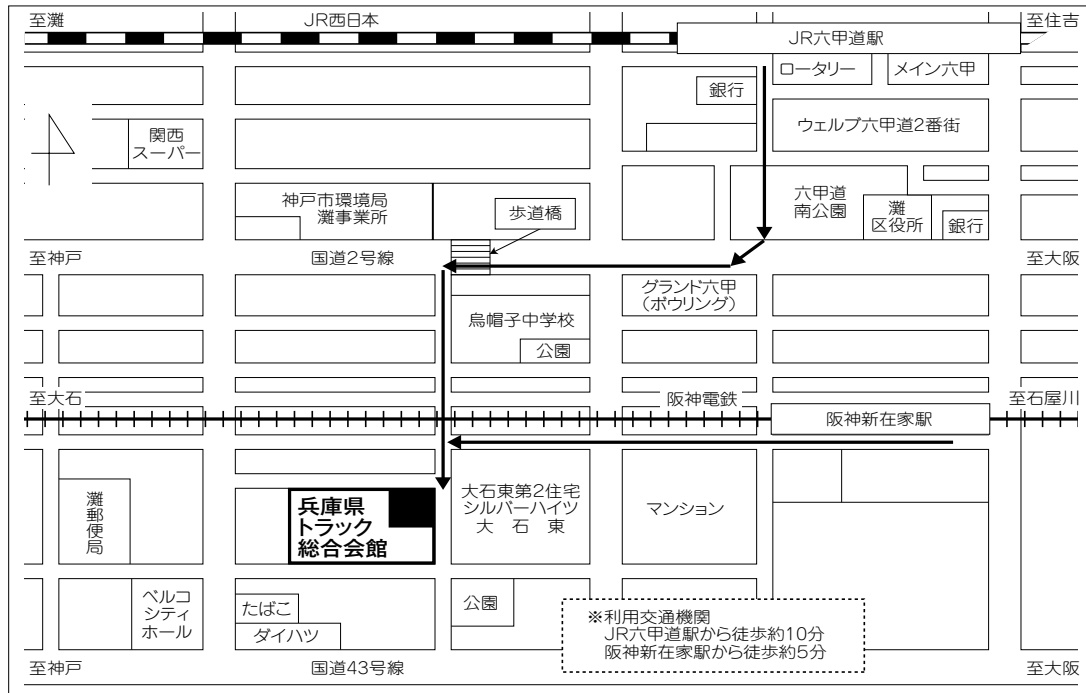 至灘
JR西日本
至住吉
JR六甲道駅
ロータリー
メイン六甲
銀行
ウェルブ六甲道2番街
関西
スーパー
神戸市環境局
灘事業所
歩道橋
六甲道
南公園
灘
区役所
銀行
至神戸
国道2号線
至大阪
グランド六甲
(ボウリング)
烏帽子中学校
公園
至大石
阪神電鉄
至石屋川
阪神新在家駅
灘
郵
便
局
兵庫県
トラック
総合会館
大石東第2住宅
シルバーハイツ
大 石 東
マンション
ベルコ
シティ
ホール
たばこ
ダイハツ
公園
※利用交通機関
JR六甲道駅から徒歩約10分
阪神新在家駅から徒歩約5分
至神戸
国道43号線
至大阪